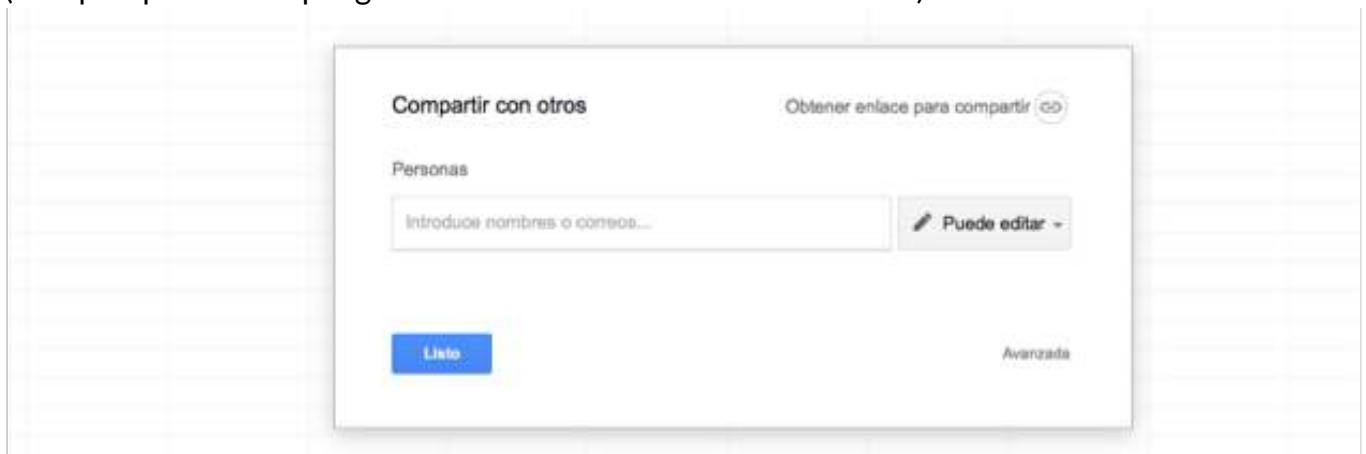 Compartir con otros
Obtener enlace para compartir
Personas
Introduce nombres o correos...
Puede editar
Listo
Avanzada